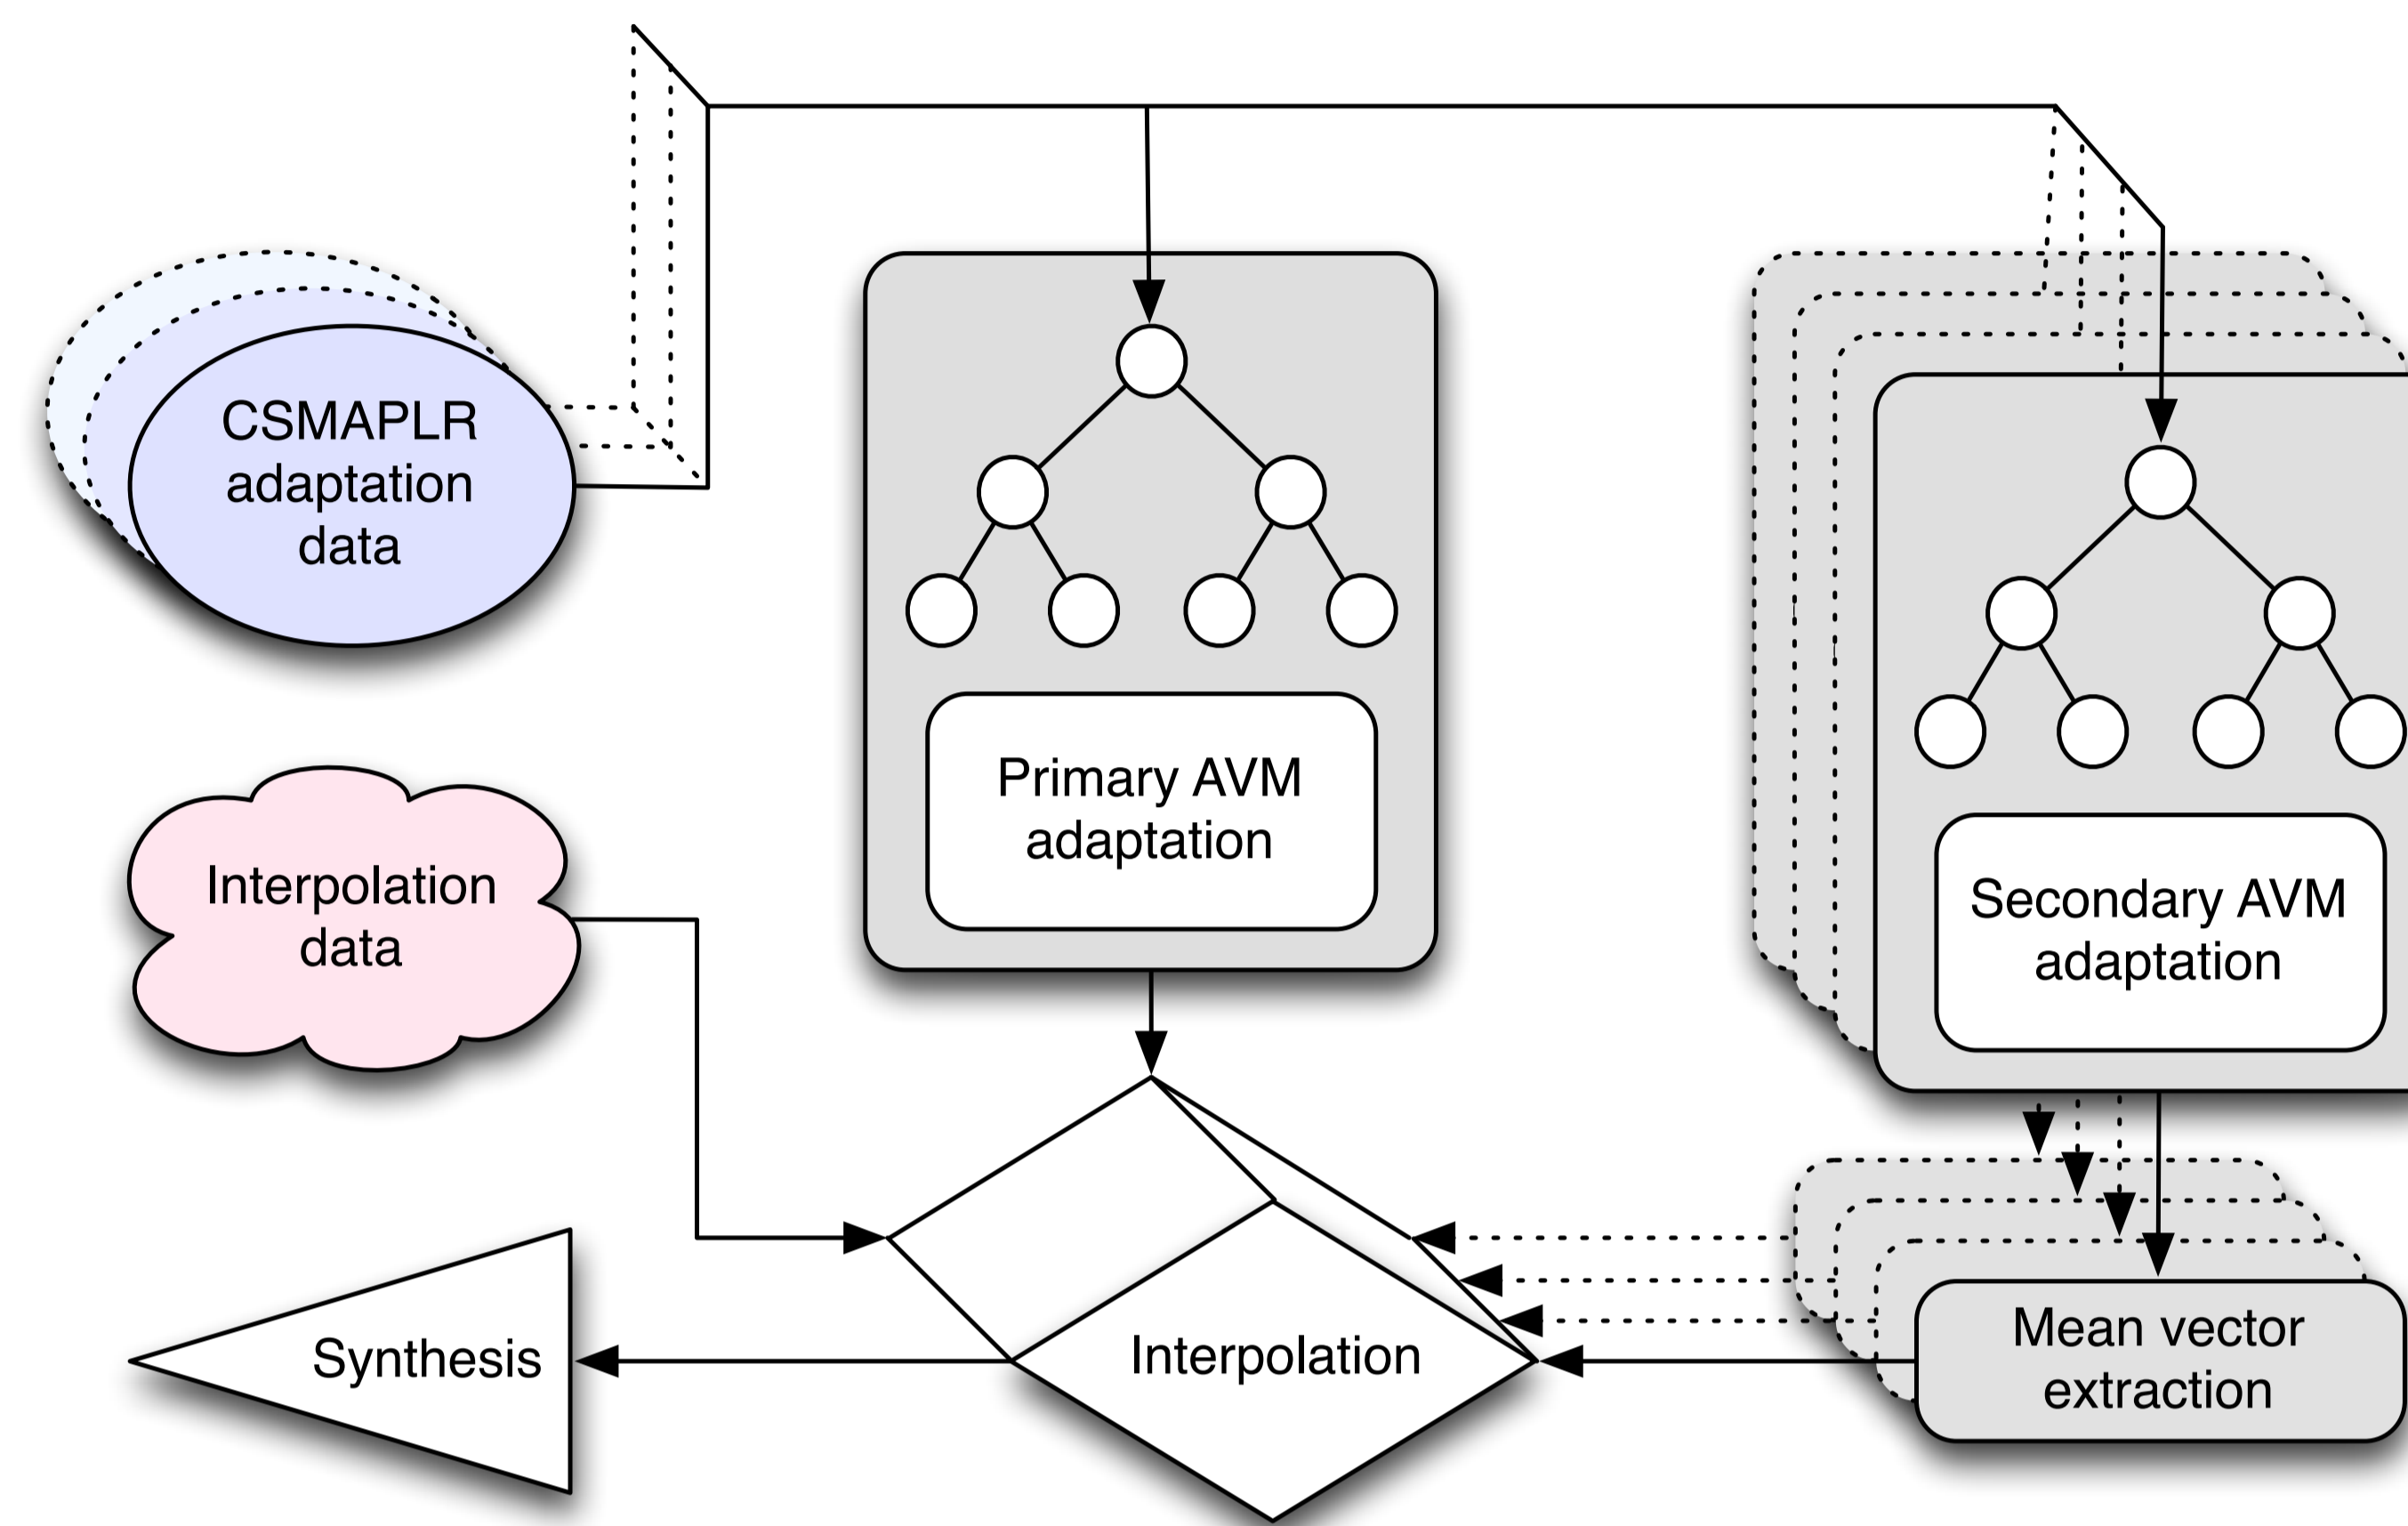 CSMAPLR
adaptation
data
Primary AVM
adaptation
Secondary AVM
adaptation
Interpolation
data
Synthesis
Interpolation
Mean vector
extraction